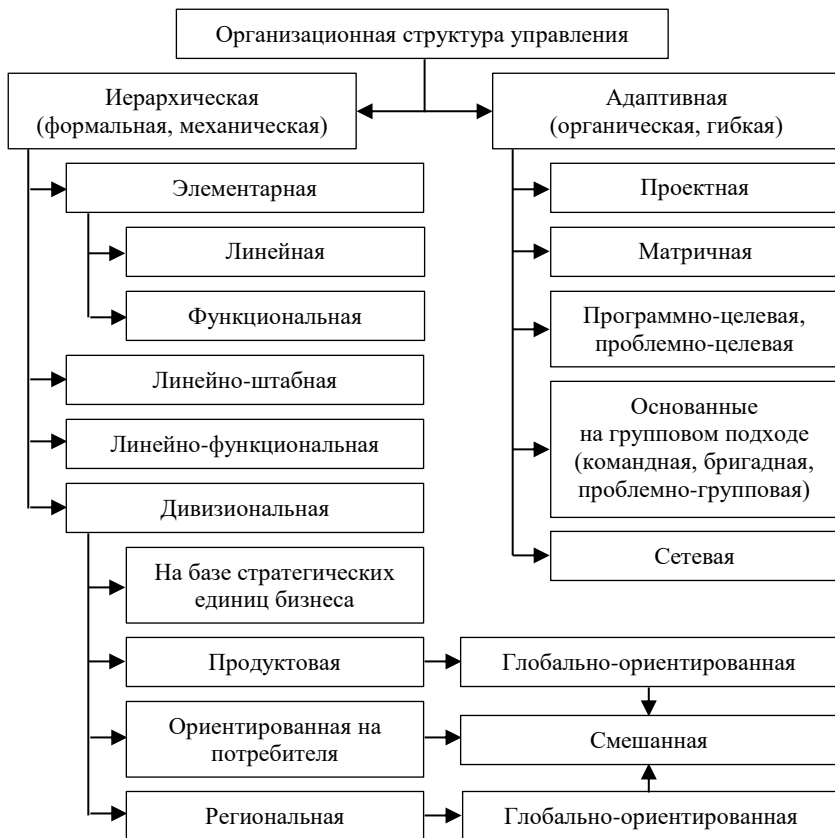 Организационная структура управления
Иерархическая
(формальная, механическая)
Адаптивная
(органическая, гибкая)
Элементарная
Линейная
Функциональная
Линейно-штабная
Линейно-функциональная
Дивизиональная
На базе стратегических
единиц бизнеса
Продуктовая
Ориентированная на
потребителя
Региональная
Проектная
Матричная
Программно-целевая,
проблемно-целевая
Основанные
на групповом подходе
(командная, бригадная,
проблемно-групповая)
Сетевая
Глобально-ориентированная
Смешанная
Глобально-ориентированная